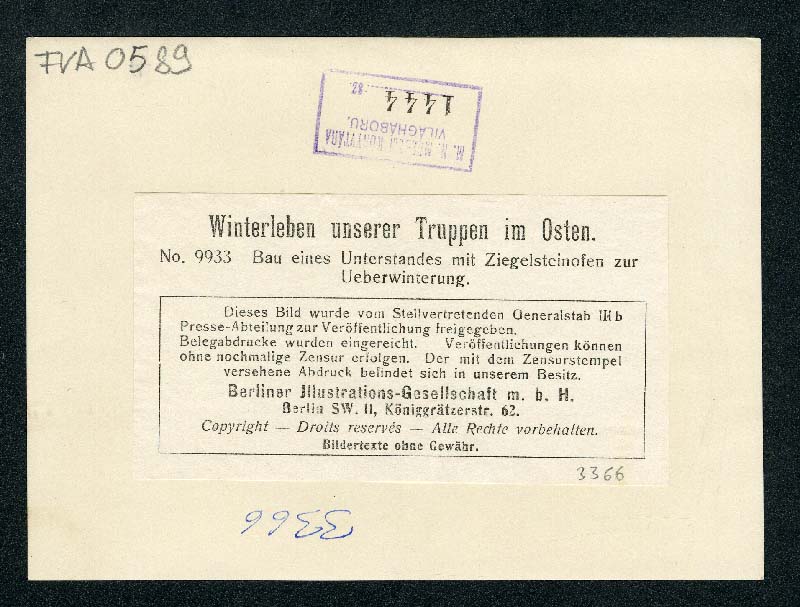 FVA 0589
M. N. MÚZEUM KÖNYVTÁRA
VILÁGHÁBORU.
1444
Winterleben unserer Truppen im Osten.
No. 9933 Bau eines Unterstandes mit Ziegelsteinofen zur
Ueberwinterung.
Dieses Bild wurde vom Stellvertretenden Generalstab IIIb
Presse-Abteilung zur Veröffentlichung freigegeben.
Belegabdrucke wurden eingereicht. Veröffentlichungen können
ohne nochmalige Zensur erfolgen. Der mit dem Zensurstempel
versehene Abdruck befindet sich in unserem Besitz.
Berliner Illustrations-Gesellschaft m. b. H.
Berlin SW. 11, Königgrätzerstr. 62.
Copyright — Droits reservés — Alle Rechte vorbehalten.
Bildertexte ohne Gewähr.
3366
3366